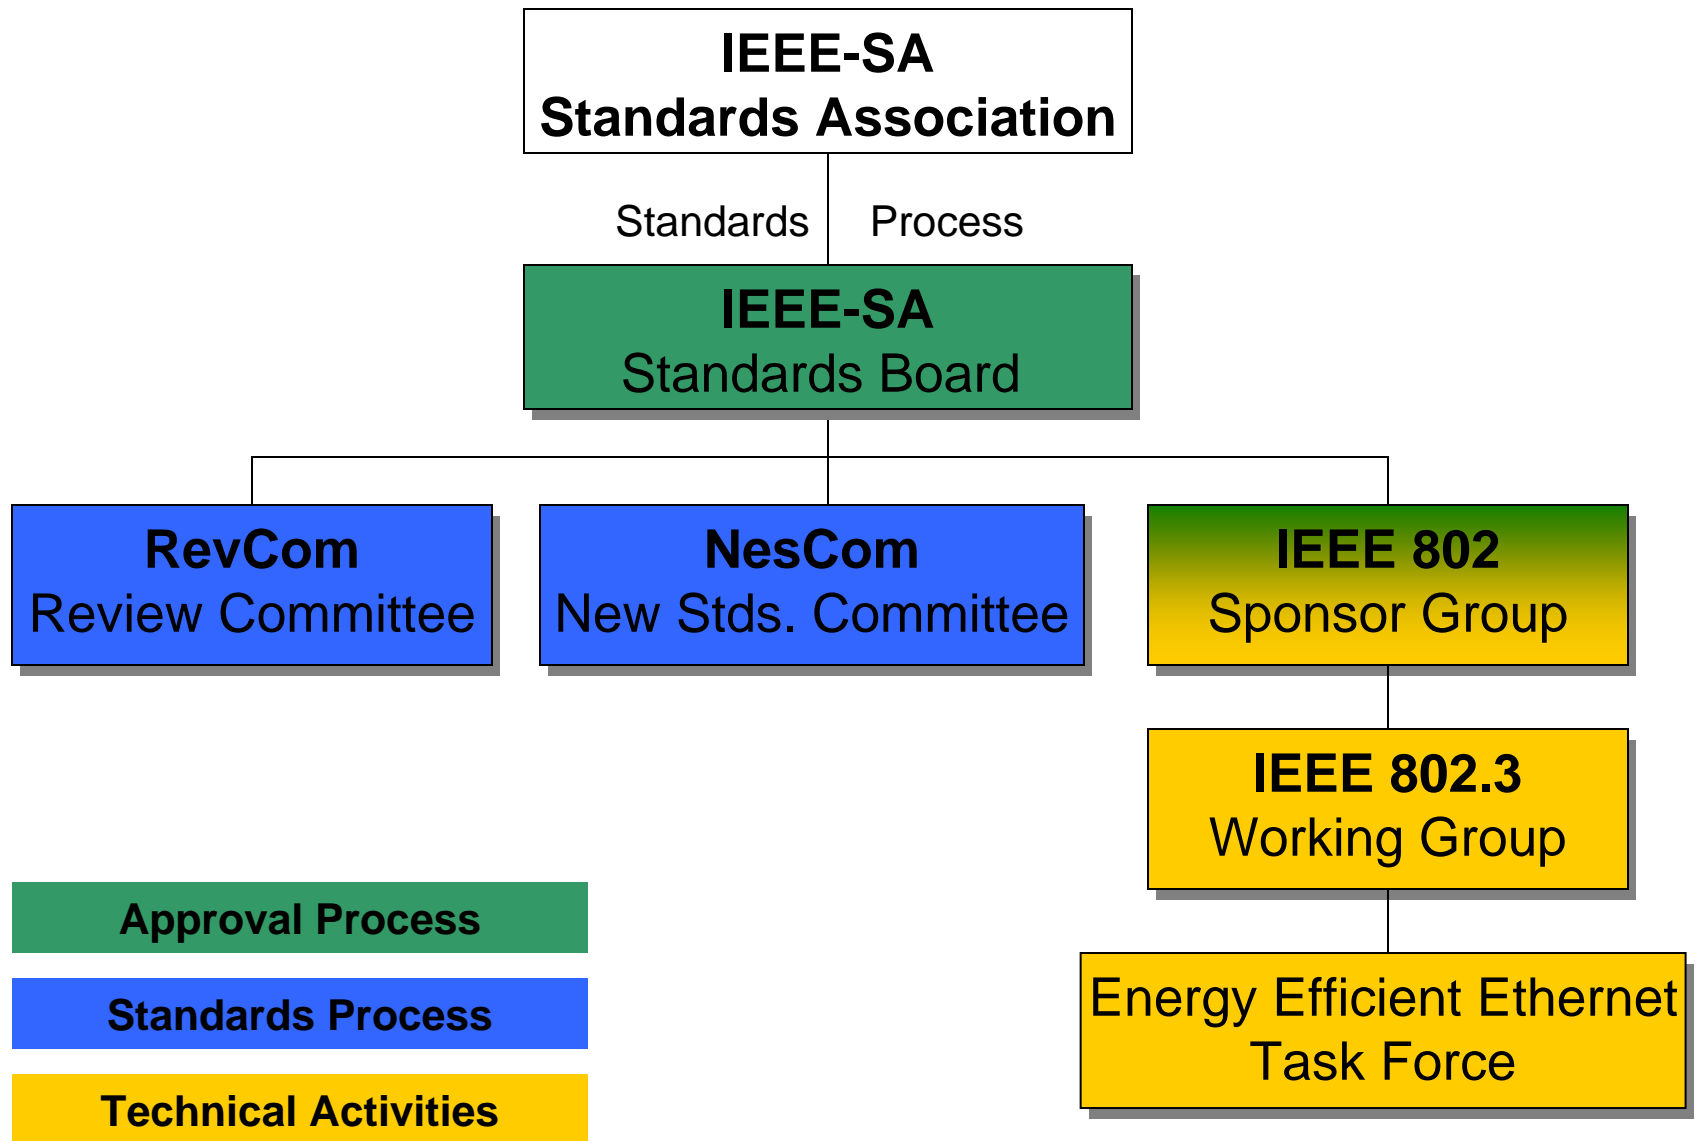 IEEE-SA
Standards Association
Standards Process
IEEE-SA
Standards Board
RevCom
Review Committee
NesCom
New Stds. Committee
IEEE 802
Sponsor Group
IEEE 802.3
Working Group
Energy Efficient Ethernet
Task Force
Approval Process
Standards Process
Technical Activities